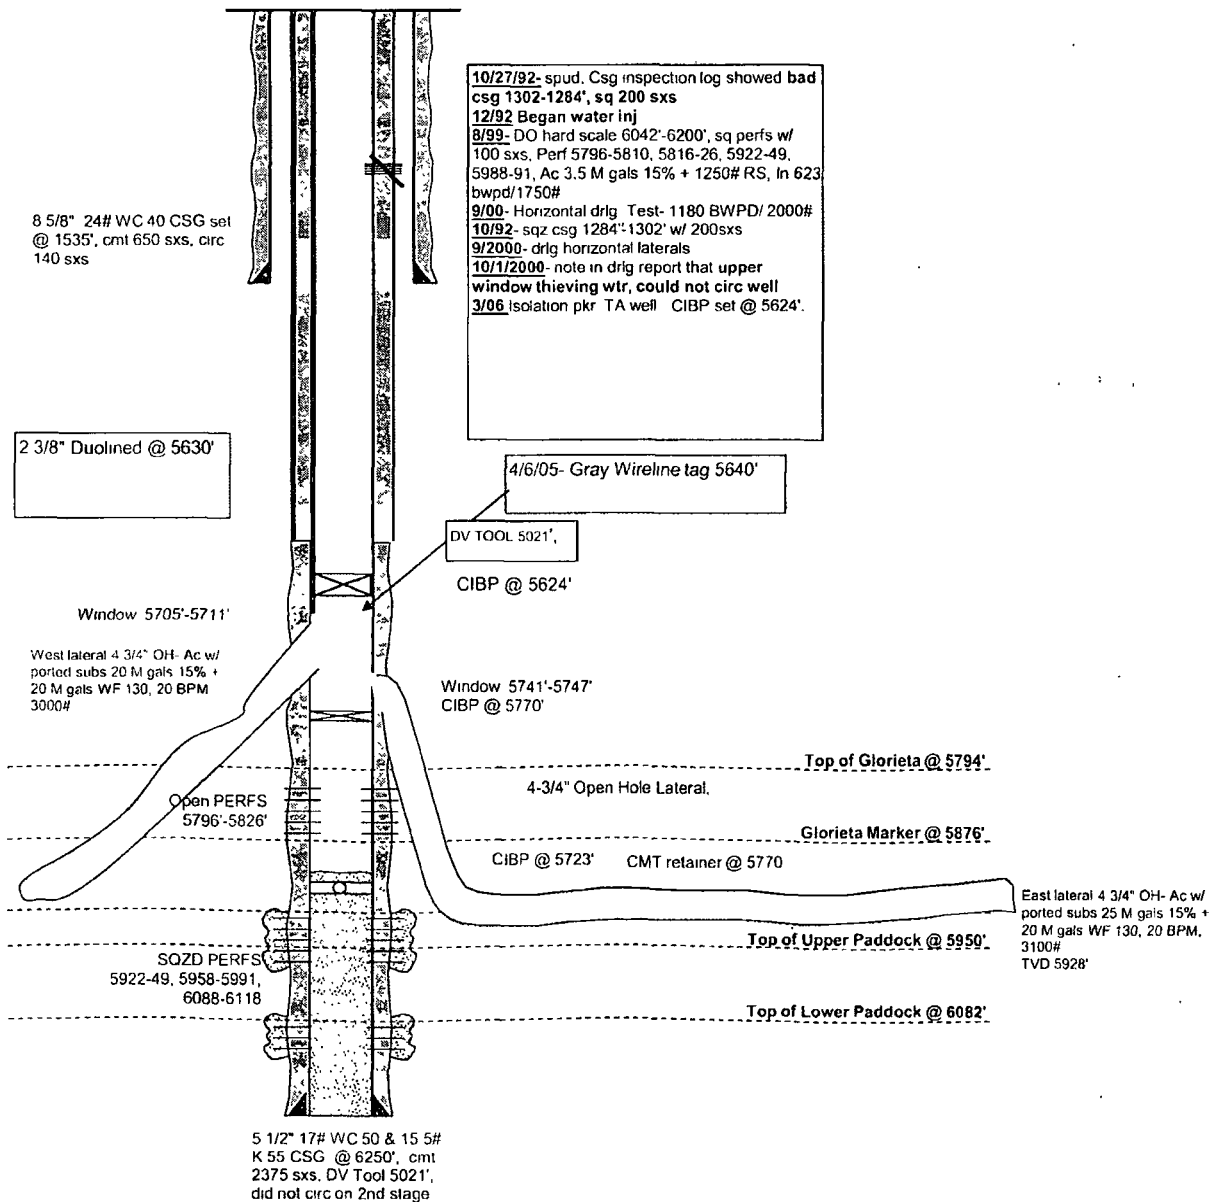 10/27/92- spud. Csg inspection log showed bad
csg 1302-1284', sq 200 sxs
12/92 Began water inj
8/99- DO hard scale 6042'-6200', sq perfs w/
100 sxs, Perf 5796-5810, 5816-26, 5922-49,
5988-91, Ac 3.5 M gals 15% + 1250# RS, In 623
bwpd/1750#
9/00- Horizontal drlg Test- 1180 BWPD/ 2000#
10/92- sqz csg 1284'-1302' w/ 200sxs
9/2000- drlg horizontal laterals
10/1/2000- note in drlg report that upper
window thieving wtr, could not circ well
3/06 Isolation pkr TA well CIBP set @ 5624'.
8 5/8" 24# WC 40 CSG set
@ 1535', cmt 650 sxs, circ
140 sxs
2 3/8" Duolined @ 5630'
4/6/05- Gray Wireline tag 5640'
DV TOOL 5021',
CIBP @ 5624'
Window 5705'-5711'
West lateral 4 3/4" OH- Ac w/
ported subs 20 M gals 15% +
20 M gals WF 130, 20 BPM
3000#
Window 5741'-5747'
CIBP @ 5770'
Top of Glorieta @ 5794'
4-3/4" Open Hole Lateral.
Open PERFS
5796'-5826'
Glorieta Marker @ 5876'
CIBP @ 5723' CMT retainer @ 5770
East lateral 4 3/4" OH- Ac w/
ported subs 25 M gals 15% +
20 M gals WF 130, 20 BPM,
3100#
TVD 5928'
Top of Upper Paddock @ 5950'
SQZD PERFS
5922-49, 5958-5991,
6088-6118
Top of Lower Paddock @ 6082'
5 1/2" 17# WC 50 & 15 5#
K 55 CSG @ 6250', cmt
2375 sxs. DV Tool 5021',
did not circ on 2nd stage